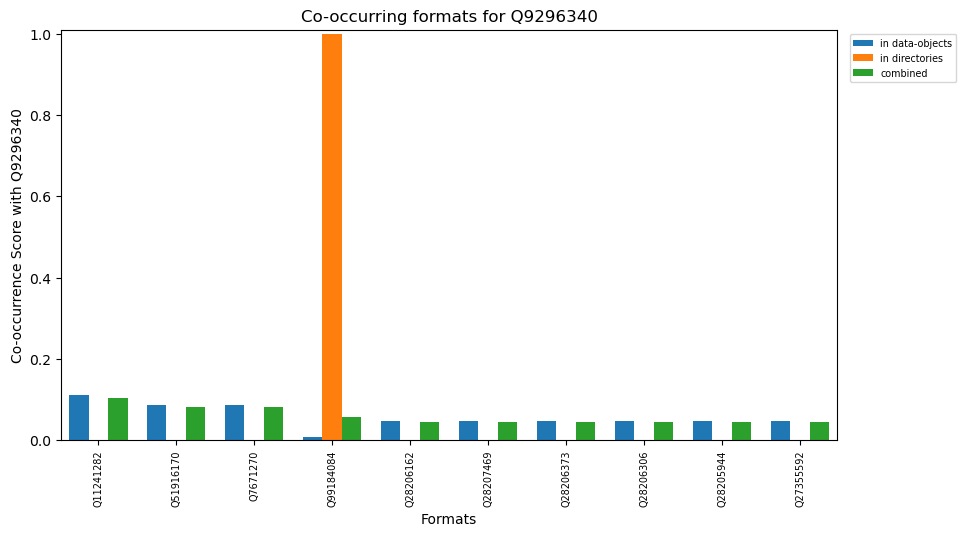 Co-occurring formats for Q9296340
in data-objects
in directories
combined
Co-occurrence Score with Q9296340
1.0
0.8
0.6
0.4
0.2
0.0
Q11241282
Q51916170
Q7671270
Q99184084
Q28206162
Q28207469
Q28206373
Q28206306
Q28205944
Q27355592
Formats